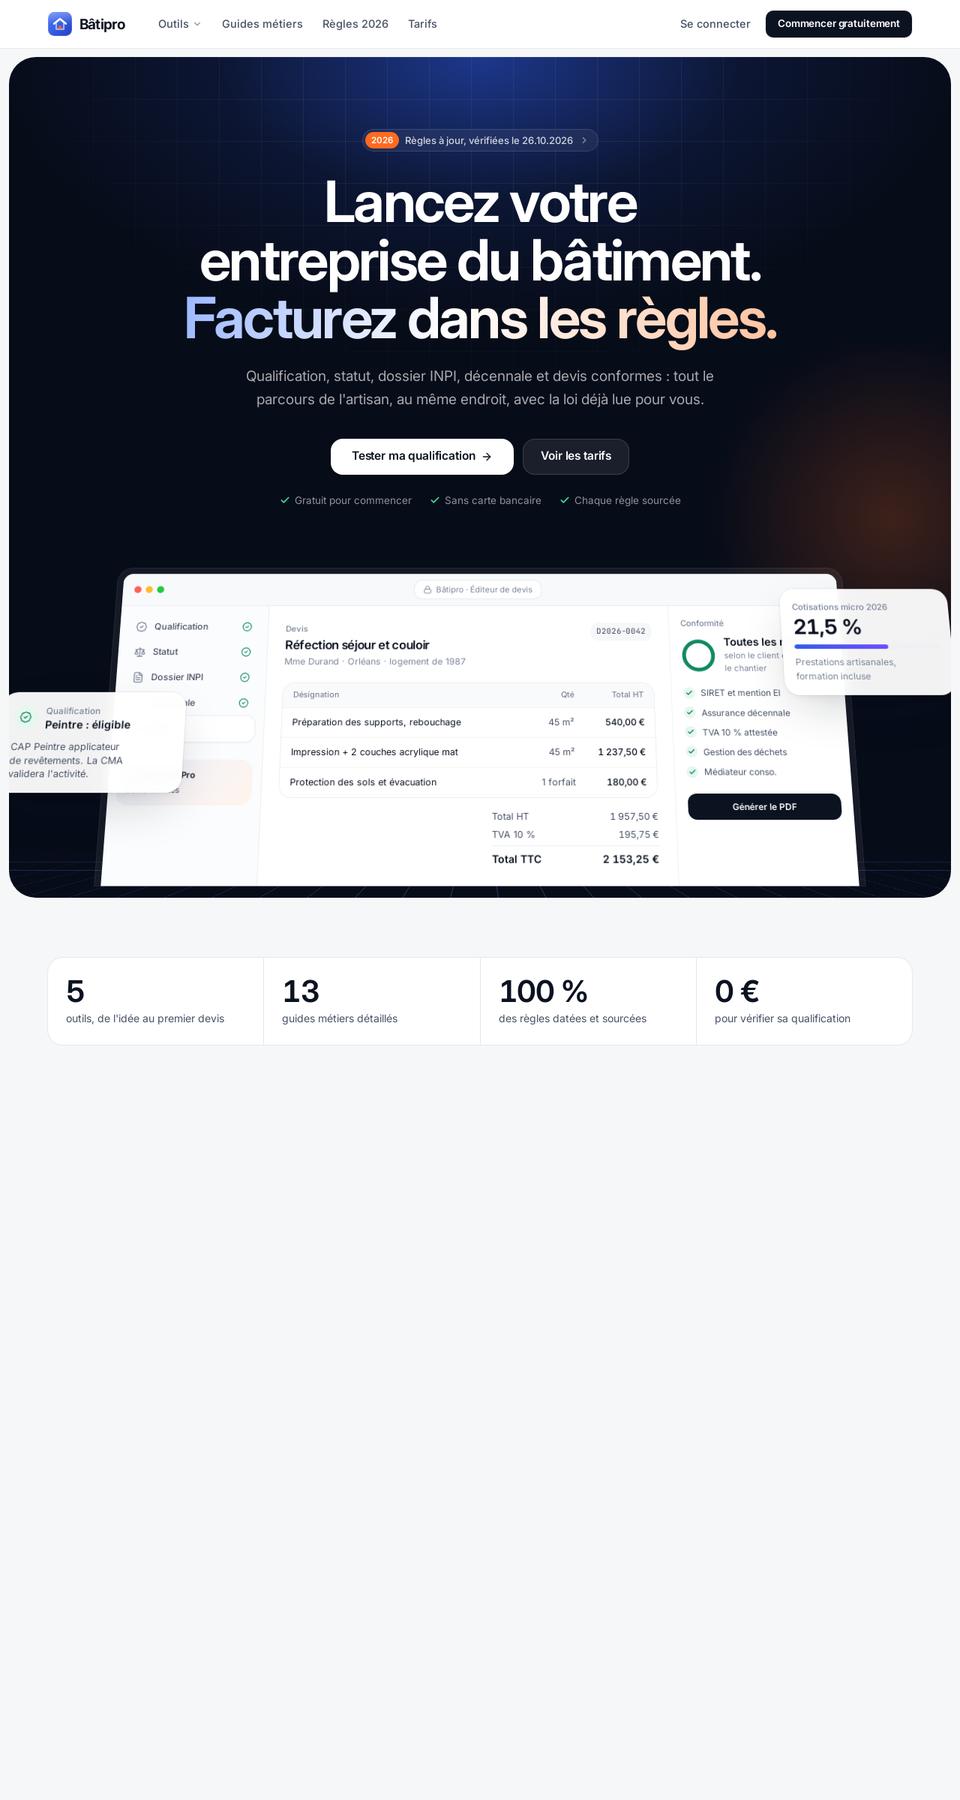 Bâtipro
Outils
Guides métiers
Règles 2026
Tarifs
Se connecter
Commencer gratuitement
2026 Règles à jour, vérifiées le 26.10.2026
Lancez votre
entreprise du bâtiment.
Facturez dans les règles.
Qualification, statut, dossier INPI, décennale et devis conformes : tout le
parcours de l'artisan, au même endroit, avec la loi déjà lue pour vous.
Tester ma qualification →
Voir les tarifs
Gratuit pour commencer
Sans carte bancaire
Chaque règle sourcée
Bâtipro · Éditeur de devis
Qualification
Statut
Dossier INPI
Qualification
Peintre : éligible
CAP Peintre applicateur
de revêtements. La CMA
validera l'activité.
Pro
Devis
Réfection séjour et couloir
Mme Durand · Orléans · logement de 1987
D2026-0042
Désignation Qté Total HT
Préparation des supports, rebouchage 45 m² 540,00 €
Impression + 2 couches acrylique mat 45 m² 1 237,50 €
Protection des sols et évacuation 1 forfait 180,00 €
Total HT 1 957,50 €
TVA 10 % 195,75 €
Total TTC 2 153,25 €
Conformité
Toutes les
selon le client
le chantier
SIRET et mention EI
Assurance décennale
TVA 10 % attestée
Gestion des déchets
Médiateur conso.
Générer le PDF
Cotisations micro 2026
21,5 %
Prestations artisanales,
formation incluse
5
outils, de l'idée au premier devis
13
guides métiers détaillés
100 %
des règles datées et sourcées
0 €
pour vérifier sa qualification